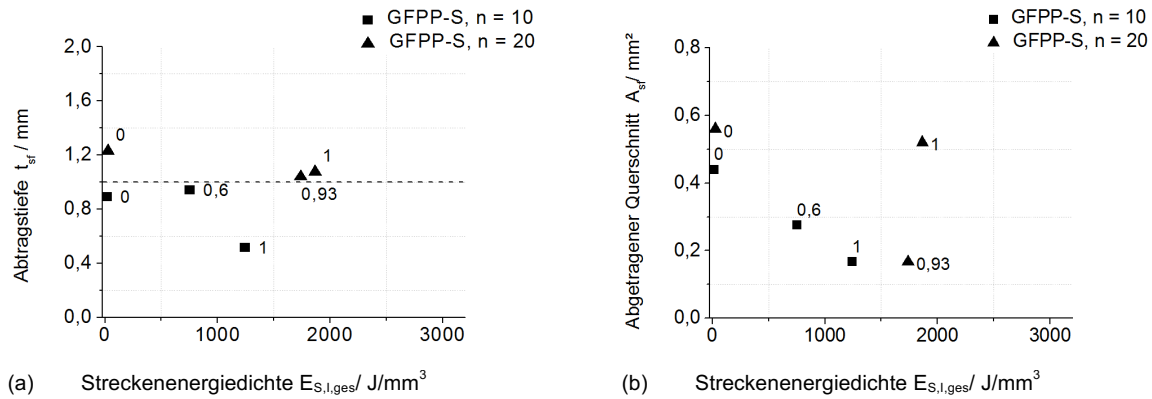 GFPP-S, n = 10
GFPP-S, n = 20
2,0
1,6
1,2
0,8
0,4
0,0
Abtragstiefe t_sf / mm
0
0
0,6
1
1
0,93
0 1000 2000 3000
(a) Streckenenergiedichte E_S,I,ges/ J/mm³
GFPP-S, n = 10
GFPP-S, n = 20
0,8
0,6
0,4
0,2
0,0
Abgetragener Querschnitt A_sf/ mm²
0
0
0,6
1
1
0,93
0 1000 2000 3000
(b) Streckenenergiedichte E_S,I,ges/ J/mm³